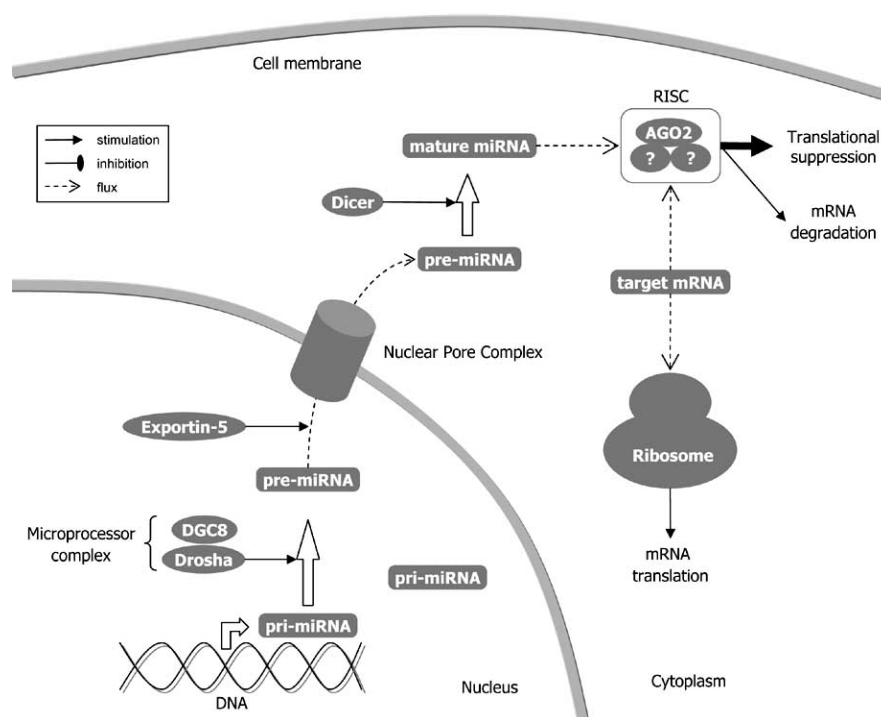 Cell membrane
RISC
AGO2
?
?
stimulation
inhibition
flux
mature miRNA
Translational
suppression
Dicer
mRNA
degradation
pre-miRNA
target mRNA
Nuclear Pore Complex
Exportin-5
Ribosome
pre-miRNA
Microprocessor
complex
DGC8
Drosha
mRNA
translation
pri-miRNA
pri-miRNA
DNA
Nucleus
Cytoplasm